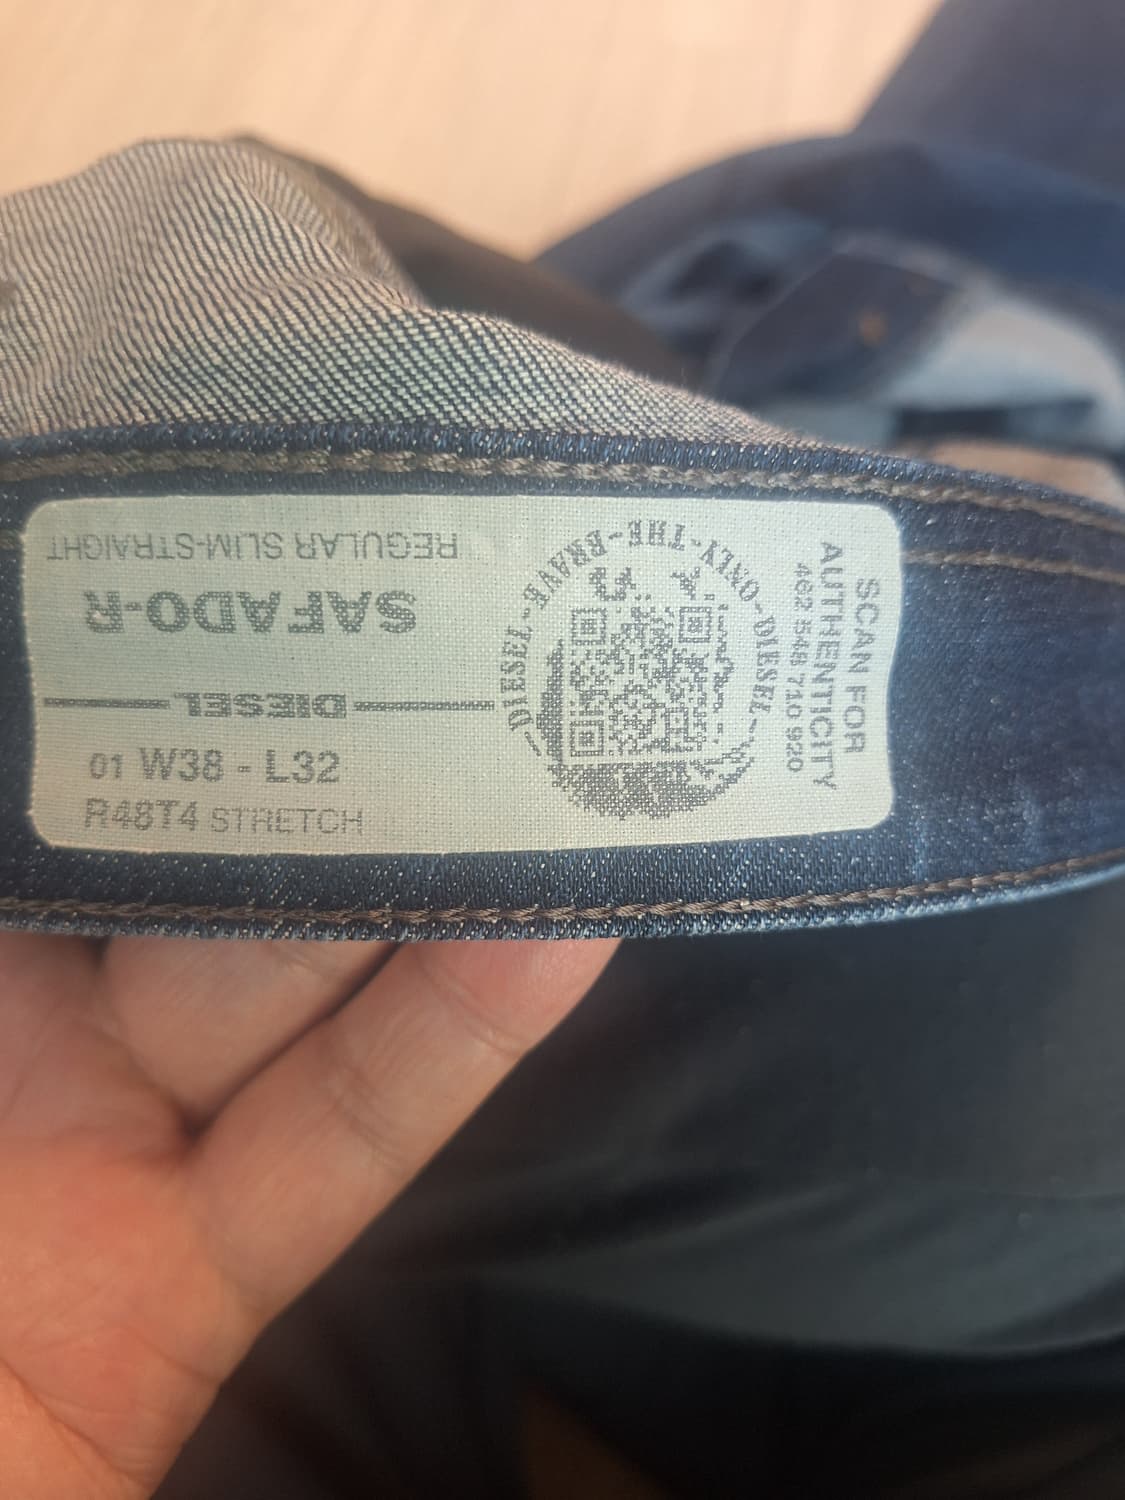 REGULAR SLIM-STRAIGHT
SAFADO-R
DIESEL
01 W38 - L32
R48T4 STRETCH
DIESEL-ONLY-THE-BRAVE-DIESEL-
SCAN FOR
AUTHENTICITY
462 548 710 920